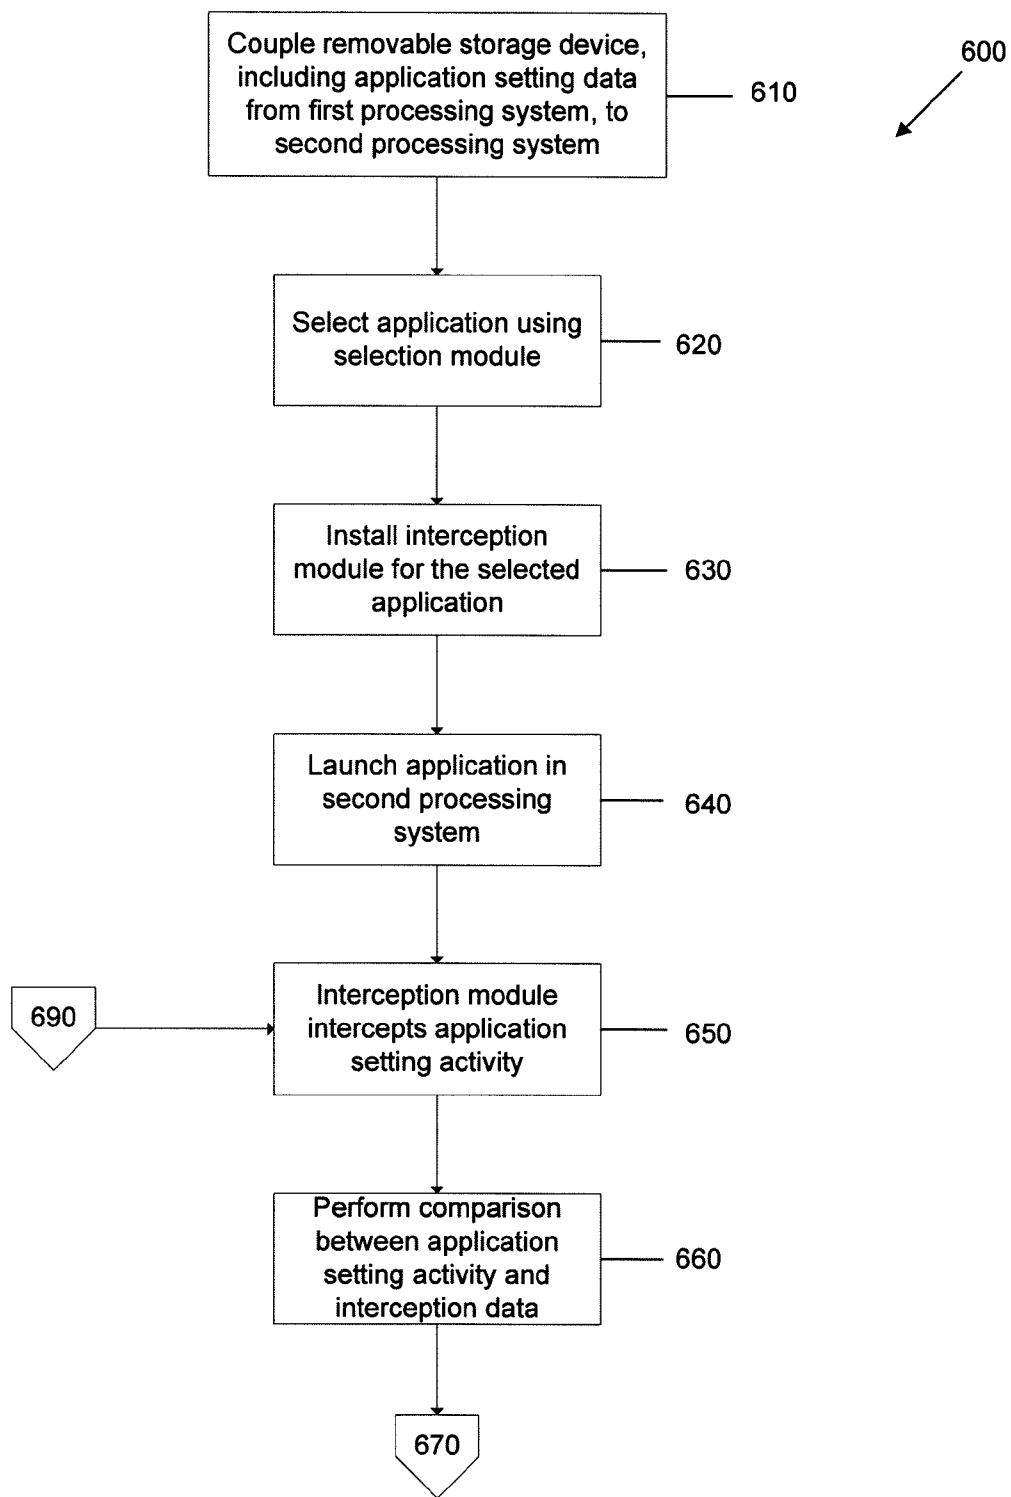 Couple removable storage device,
including application setting data
from first processing system, to
second processing system
610
600
Select application using
selection module
620
Install interception
module for the selected
application
630
Launch application in
second processing
system
640
690
Interception module
intercepts application
setting activity
650
Perform comparison
between application
setting activity and
interception data
660
670